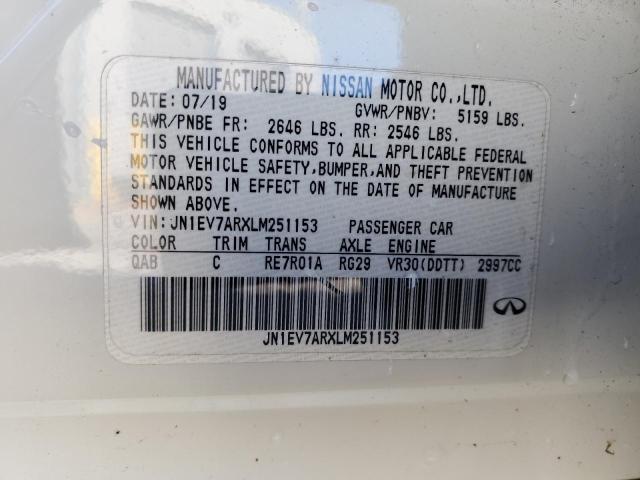 MANUFACTURED BY NISSAN MOTOR CO.,LTD.
DATE: 07/19 GVWR/PNBV: 5159 LBS.
GAWR/PNBE FR: 2646 LBS. RR: 2546 LBS.
THIS VEHICLE CONFORMS TO ALL APPLICABLE FEDERAL
MOTOR VEHICLE SAFETY,BUMPER,AND THEFT PREVENTION
STANDARDS IN EFFECT ON THE DATE OF MANUFACTURE
SHOWN ABOVE.
VIN:JN1EV7ARXLM251153 PASSENGER CAR
COLOR TRIM TRANS AXLE ENGINE
QAB C RE7R01A RG29 VR30(DDTT) 2997CC
JN1EV7ARXLM251153